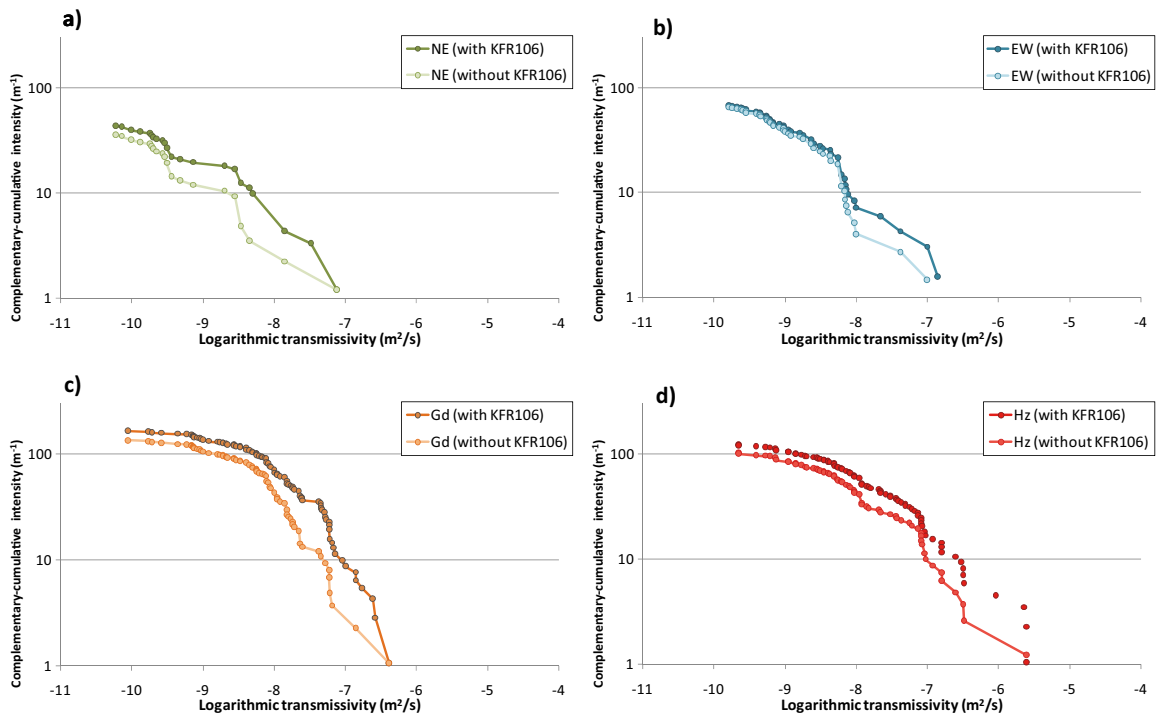 a)
NE (with KFR106)
NE (without KFR106)
Complementary-cumulative intensity (m⁻¹)
100
10
1
-11 -10 -9 -8 -7 -6 -5 -4
Logarithmic transmissivity (m²/s)
b)
EW (with KFR106)
EW (without KFR106)
Complementary-cumulative intensity (m⁻¹)
100
10
1
-11 -10 -9 -8 -7 -6 -5 -4
Logarithmic transmissivity (m²/s)
c)
Gd (with KFR106)
Gd (without KFR106)
Complementary-cumulative intensity (m⁻¹)
100
10
1
-11 -10 -9 -8 -7 -6 -5 -4
Logarithmic transmissivity (m²/s)
d)
Hz (with KFR106)
Hz (without KFR106)
Complementary-cumulative intensity (m⁻¹)
100
10
1
-11 -10 -9 -8 -7 -6 -5 -4
Logarithmic transmissivity (m²/s)